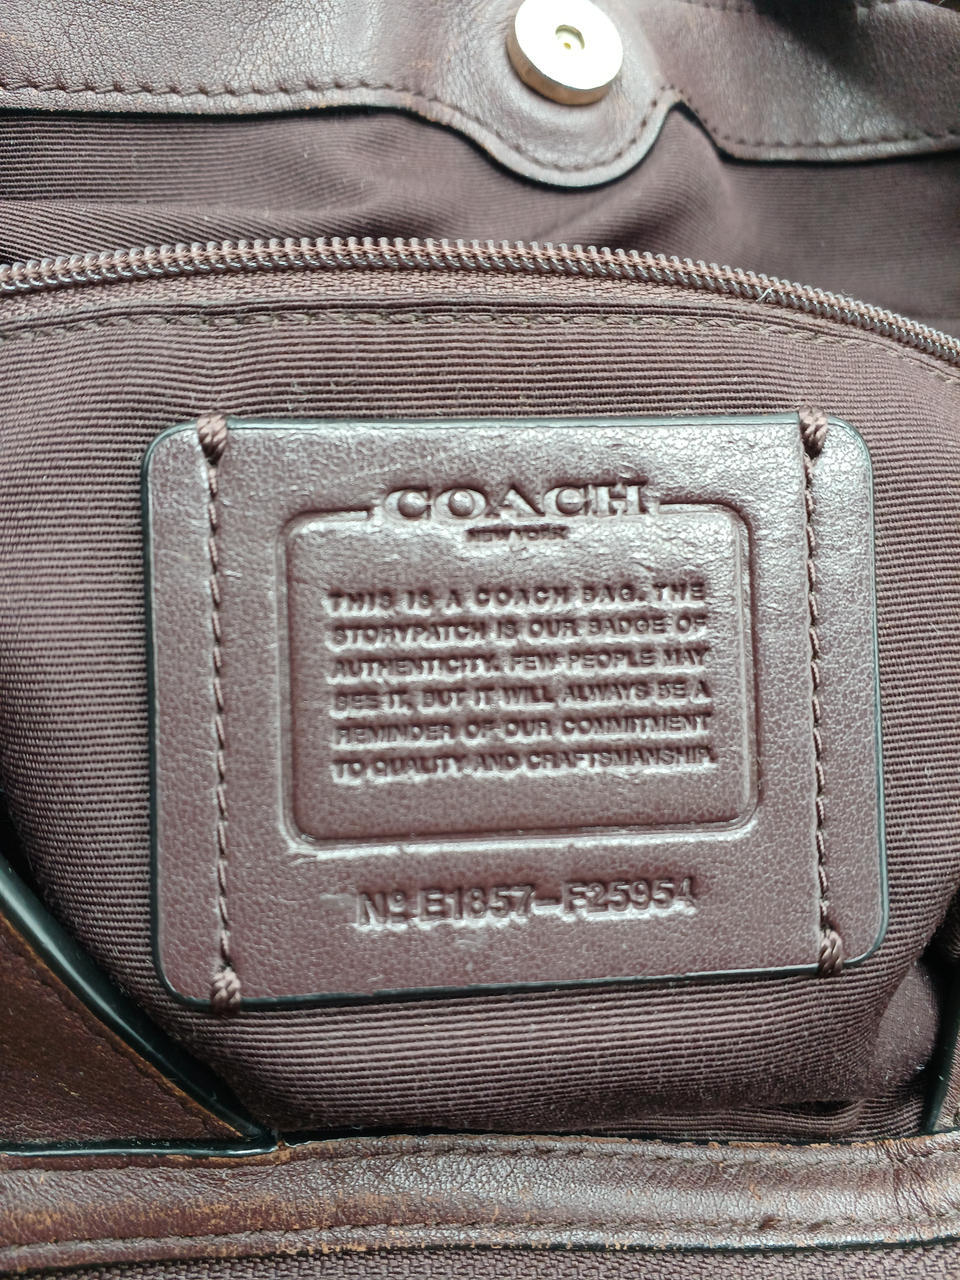 COACH
NEW YORK
THIS IS A COACH BAG. THE
STORYPATCH IS OUR BADGE OF
AUTHENTICITY. FEW PEOPLE MAY
SEE IT, BUT IT WILL ALWAYS BE A
REMINDER OF OUR COMMITMENT
TO QUALITY AND CRAFTSMANSHIP.
Nº E1857-F25954